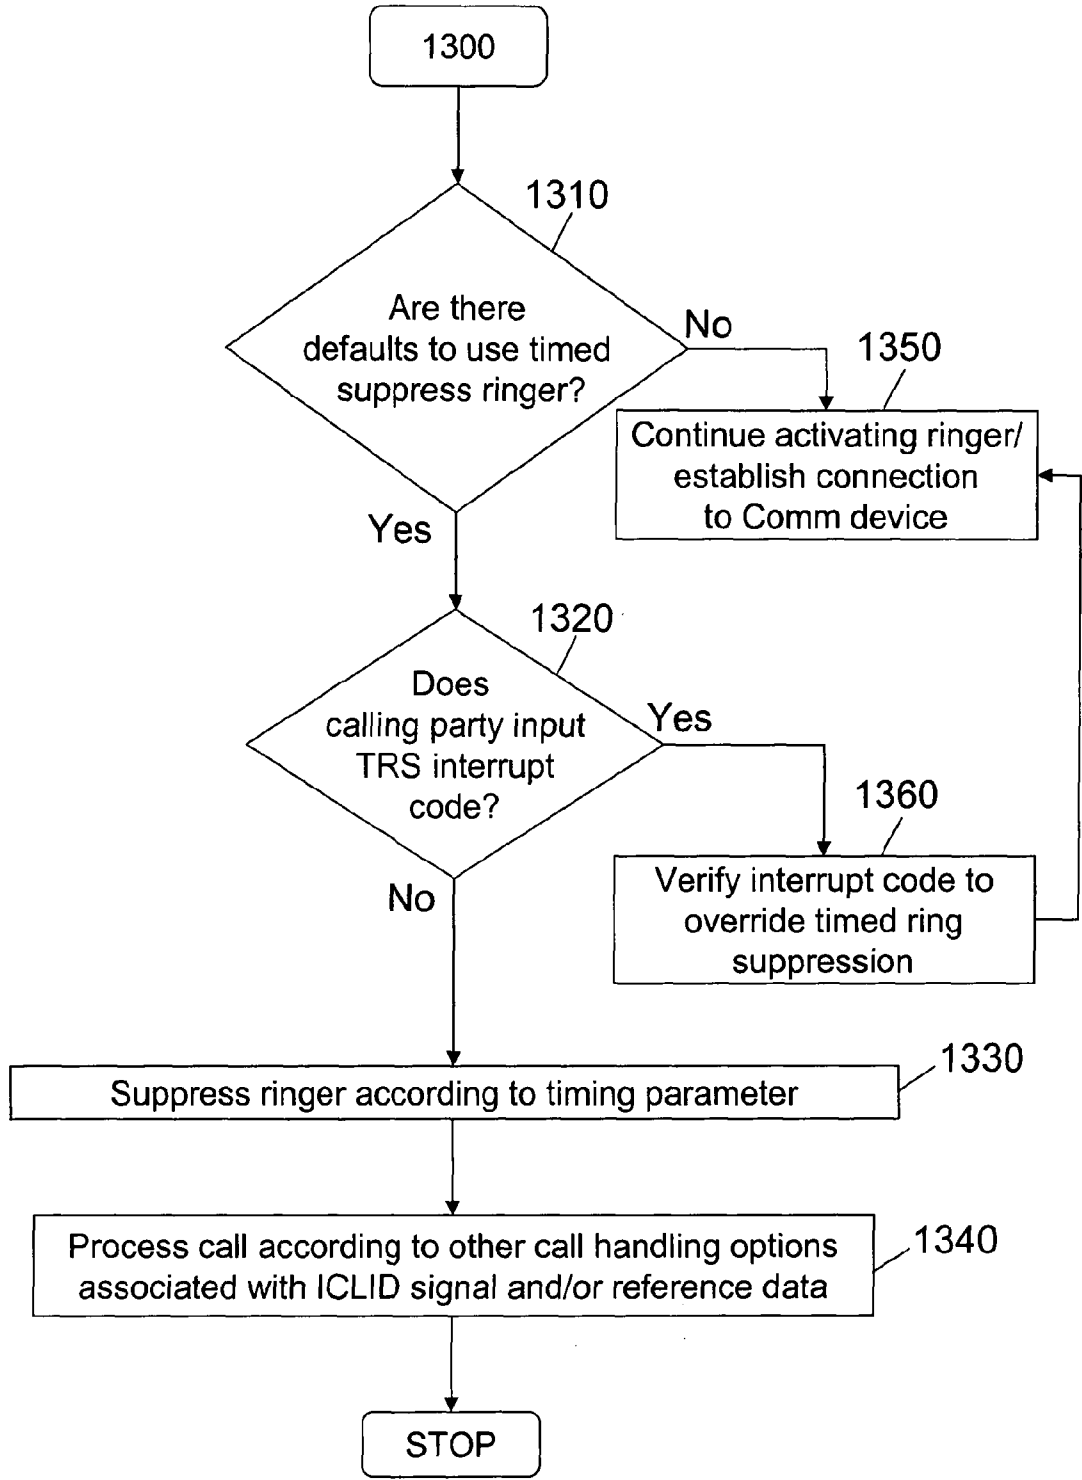 1300
1310
Are there
defaults to use timed
suppress ringer?
No
1350
Continue activating ringer/
establish connection
to Comm device
Yes
1320
Does
calling party input
TRS interrupt
code?
Yes
1360
Verify interrupt code to
override timed ring
suppression
No
1330
Suppress ringer according to timing parameter
1340
Process call according to other call handling options
associated with ICLID signal and/or reference data
STOP